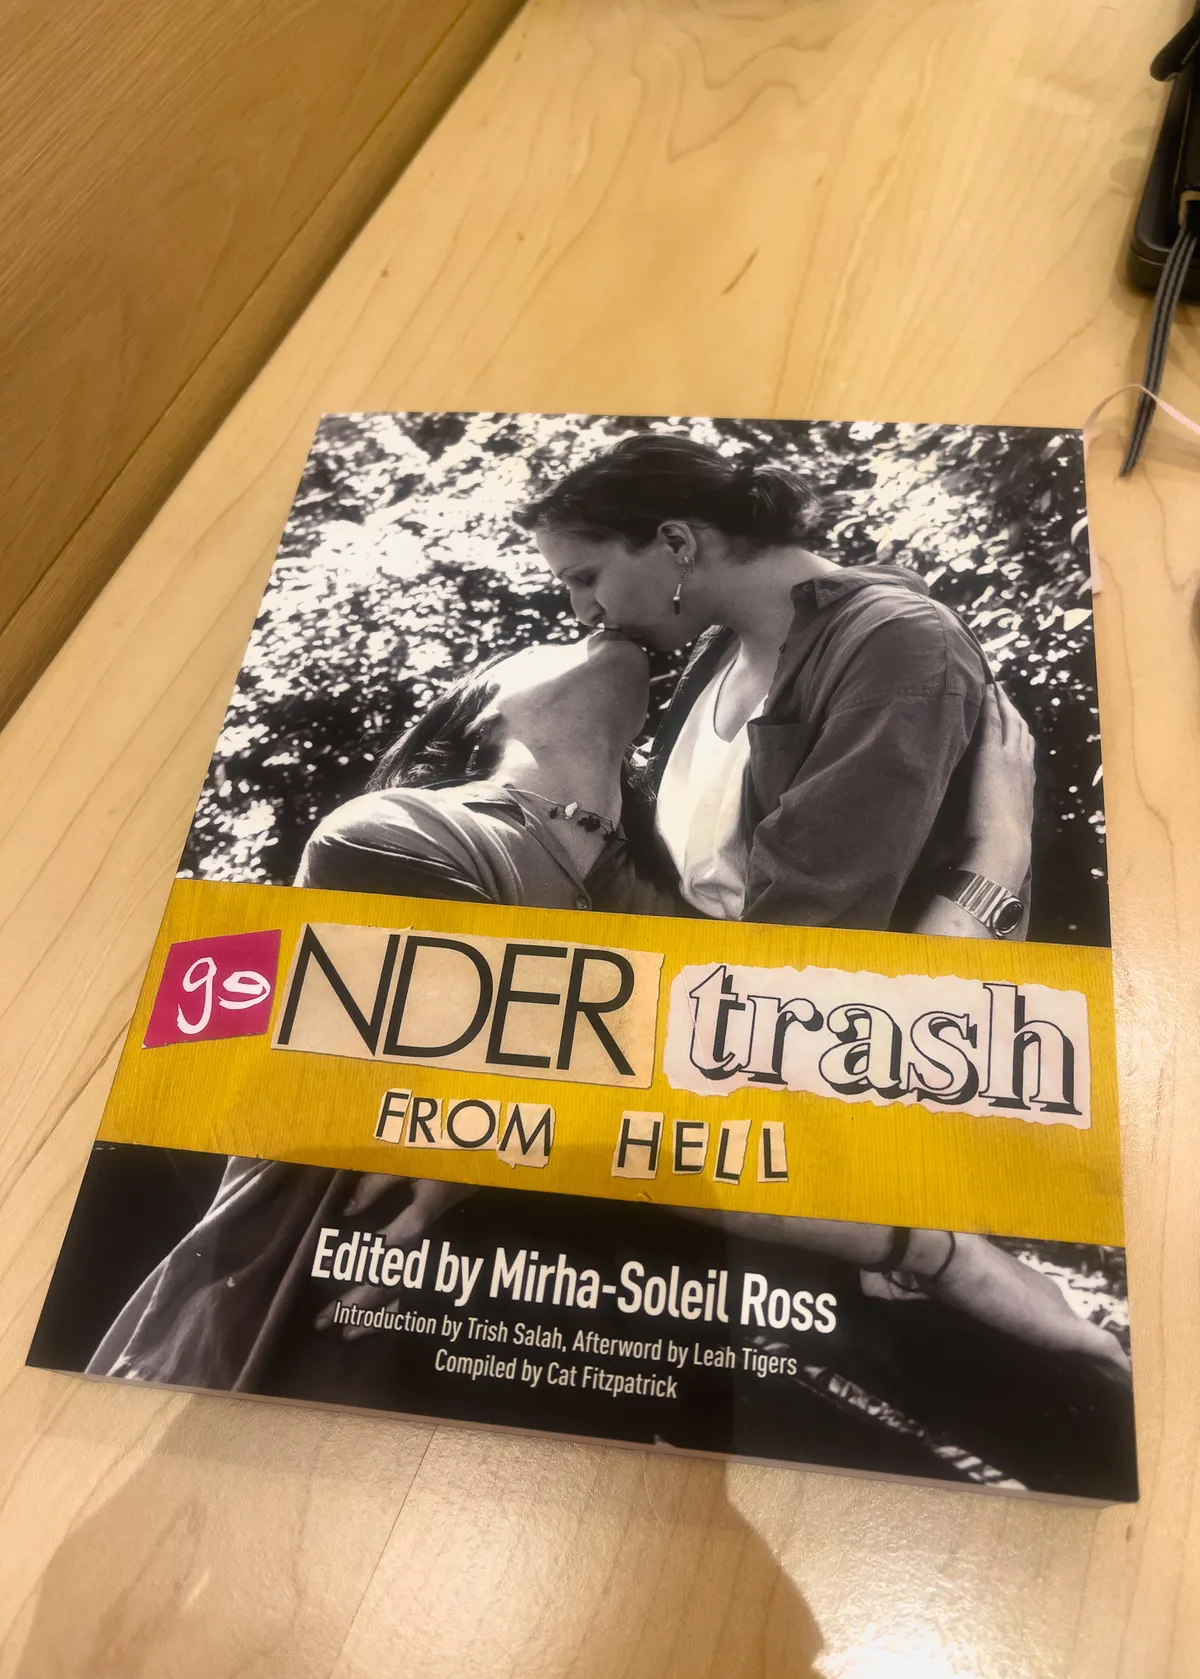 geNDER trash
FROM HELL
Edited by Mirha-Soleil Ross
Introduction by Trish Salah, Afterword by Leah Tigers
Compiled by Cat Fitzpatrick